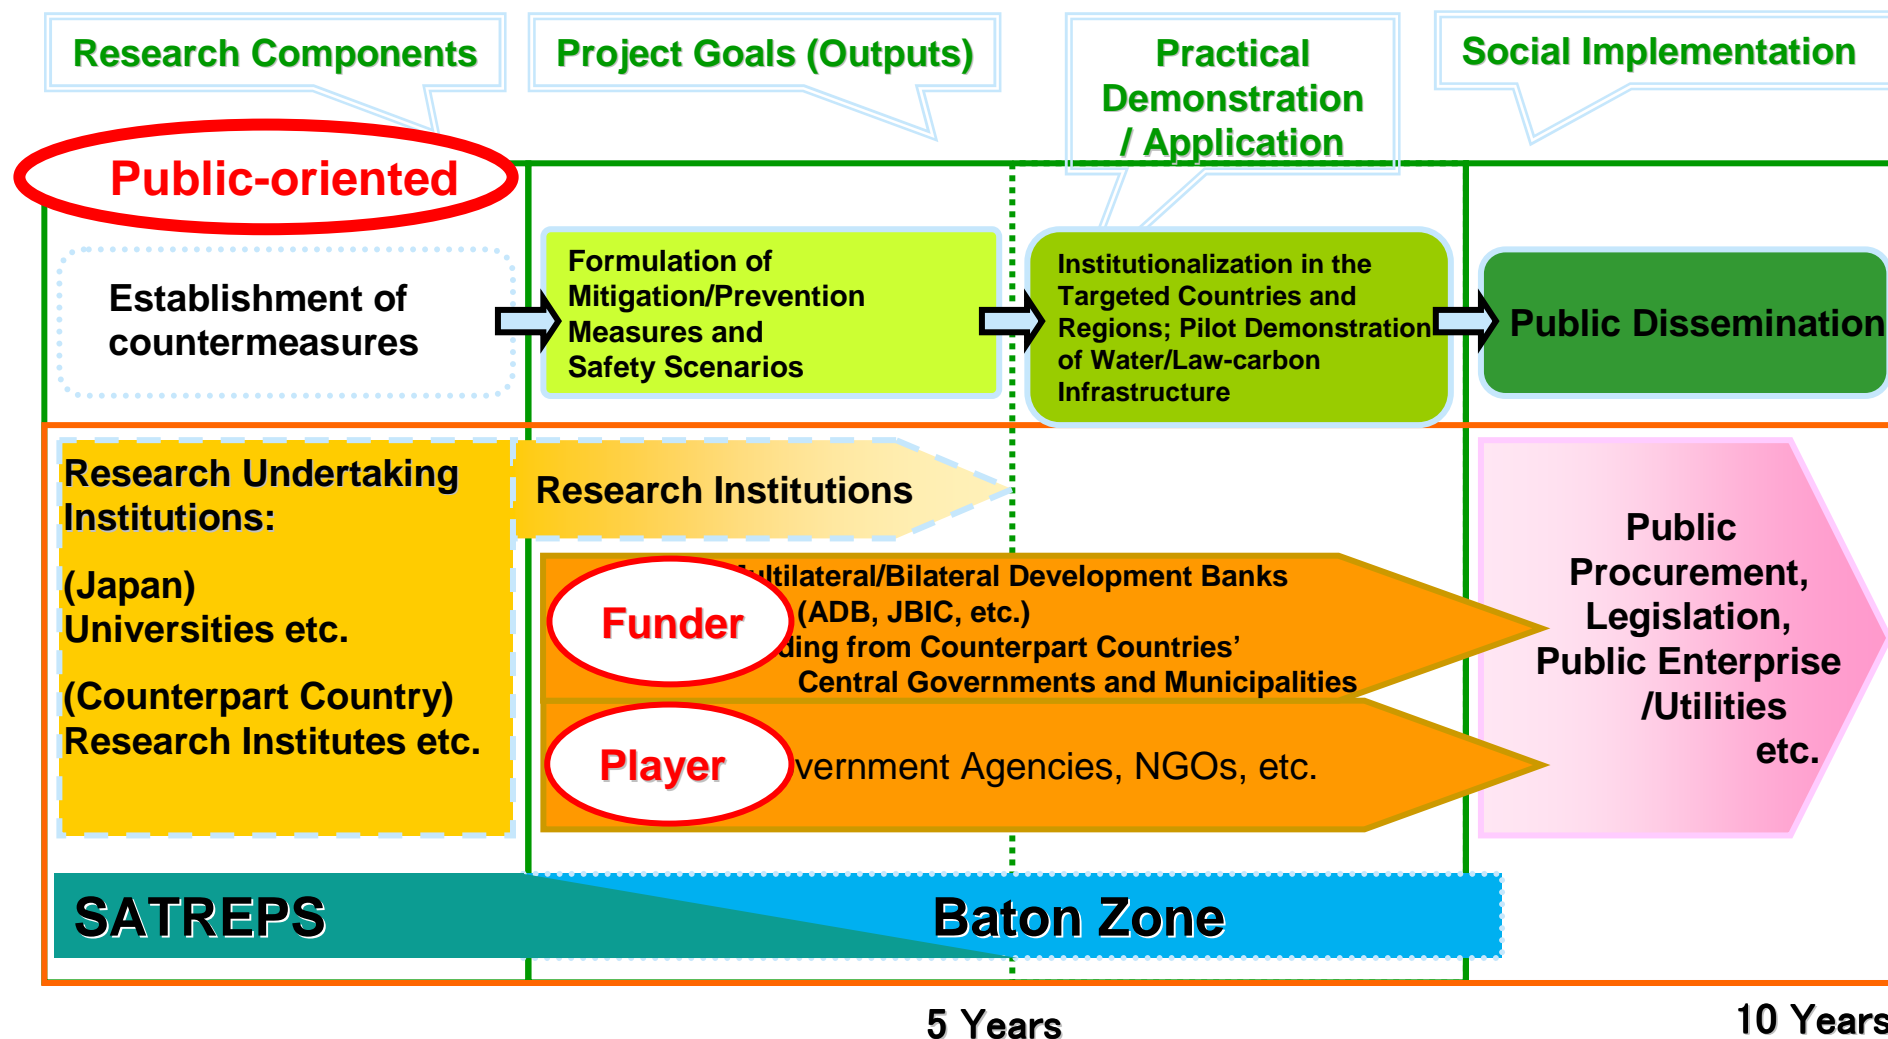 Research Components
Project Goals (Outputs)
Practical
Demonstration
/ Application
Social Implementation
Public-oriented
Establishment of
countermeasures
Formulation of
Mitigation/Prevention
Measures and
Safety Scenarios
Institutionalization in the
Targeted Countries and
Regions; Pilot Demonstration
of Water/Law-carbon
Infrastructure
Public Dissemination
Research Undertaking
Institutions:
(Japan)
Universities etc.
(Counterpart Country)
Research Institutes etc.
Research Institutions
Funder
ultilateral/Bilateral Development Banks
(ADB, JBIC, etc.)
ding from Counterpart Countries’
Central Governments and Municipalities
Player
vernment Agencies, NGOs, etc.
Public
Procurement,
Legislation,
Public Enterprise
/Utilities
etc.
SATREPS
Baton Zone
5 Years
10 Years